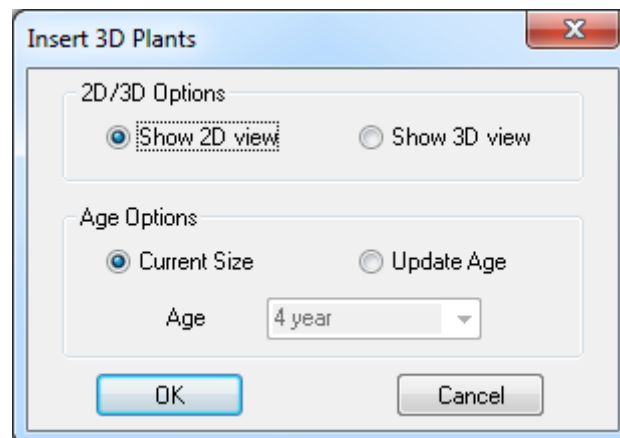 Insert 3D Plants
2D/3D Options
Show 2D view Show 3D view
Age Options
Current Size Update Age
Age 4 year
OK Cancel